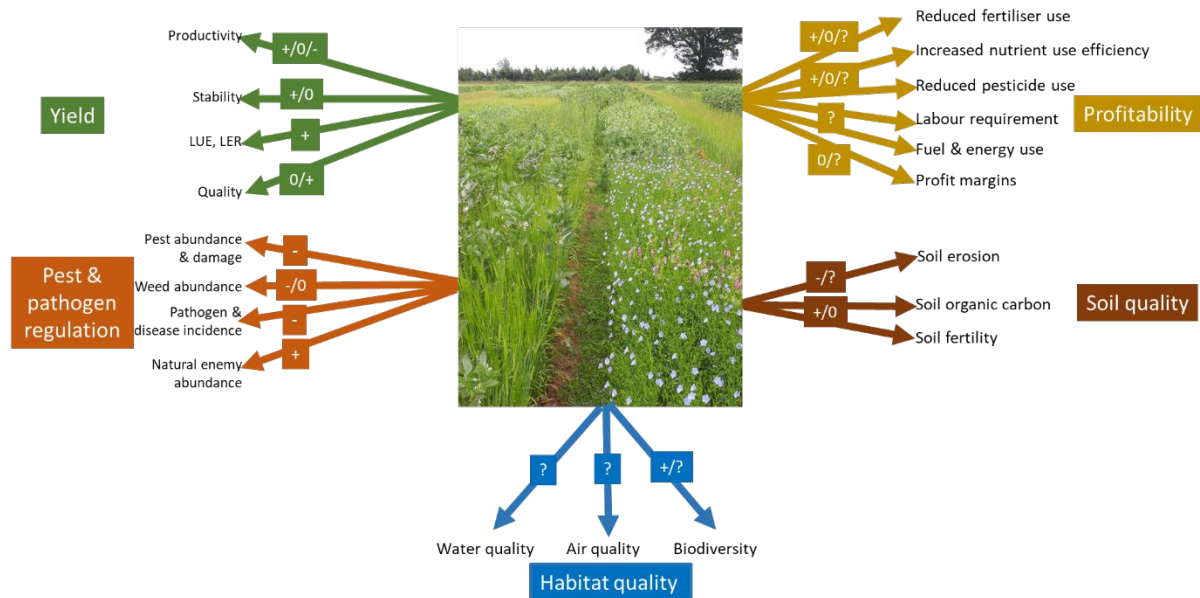 Yield
Productivity
+/0/-
Stability
+/0
LUE, LER
+
Quality
0/+
Pest &
pathogen
regulation
Pest abundance
& damage
-
Weed abundance
-/0
Pathogen &
disease incidence
-
Natural enemy
abundance
+
Profitability
+/0/?
Reduced fertiliser use
Increased nutrient use efficiency
+/0/?
Reduced pesticide use
?
Labour requirement
Fuel & energy use
0/?
Profit margins
Soil quality
-/?
Soil erosion
+/0
Soil organic carbon
Soil fertility
?
?
+/?
Water quality
Air quality
Biodiversity
Habitat quality